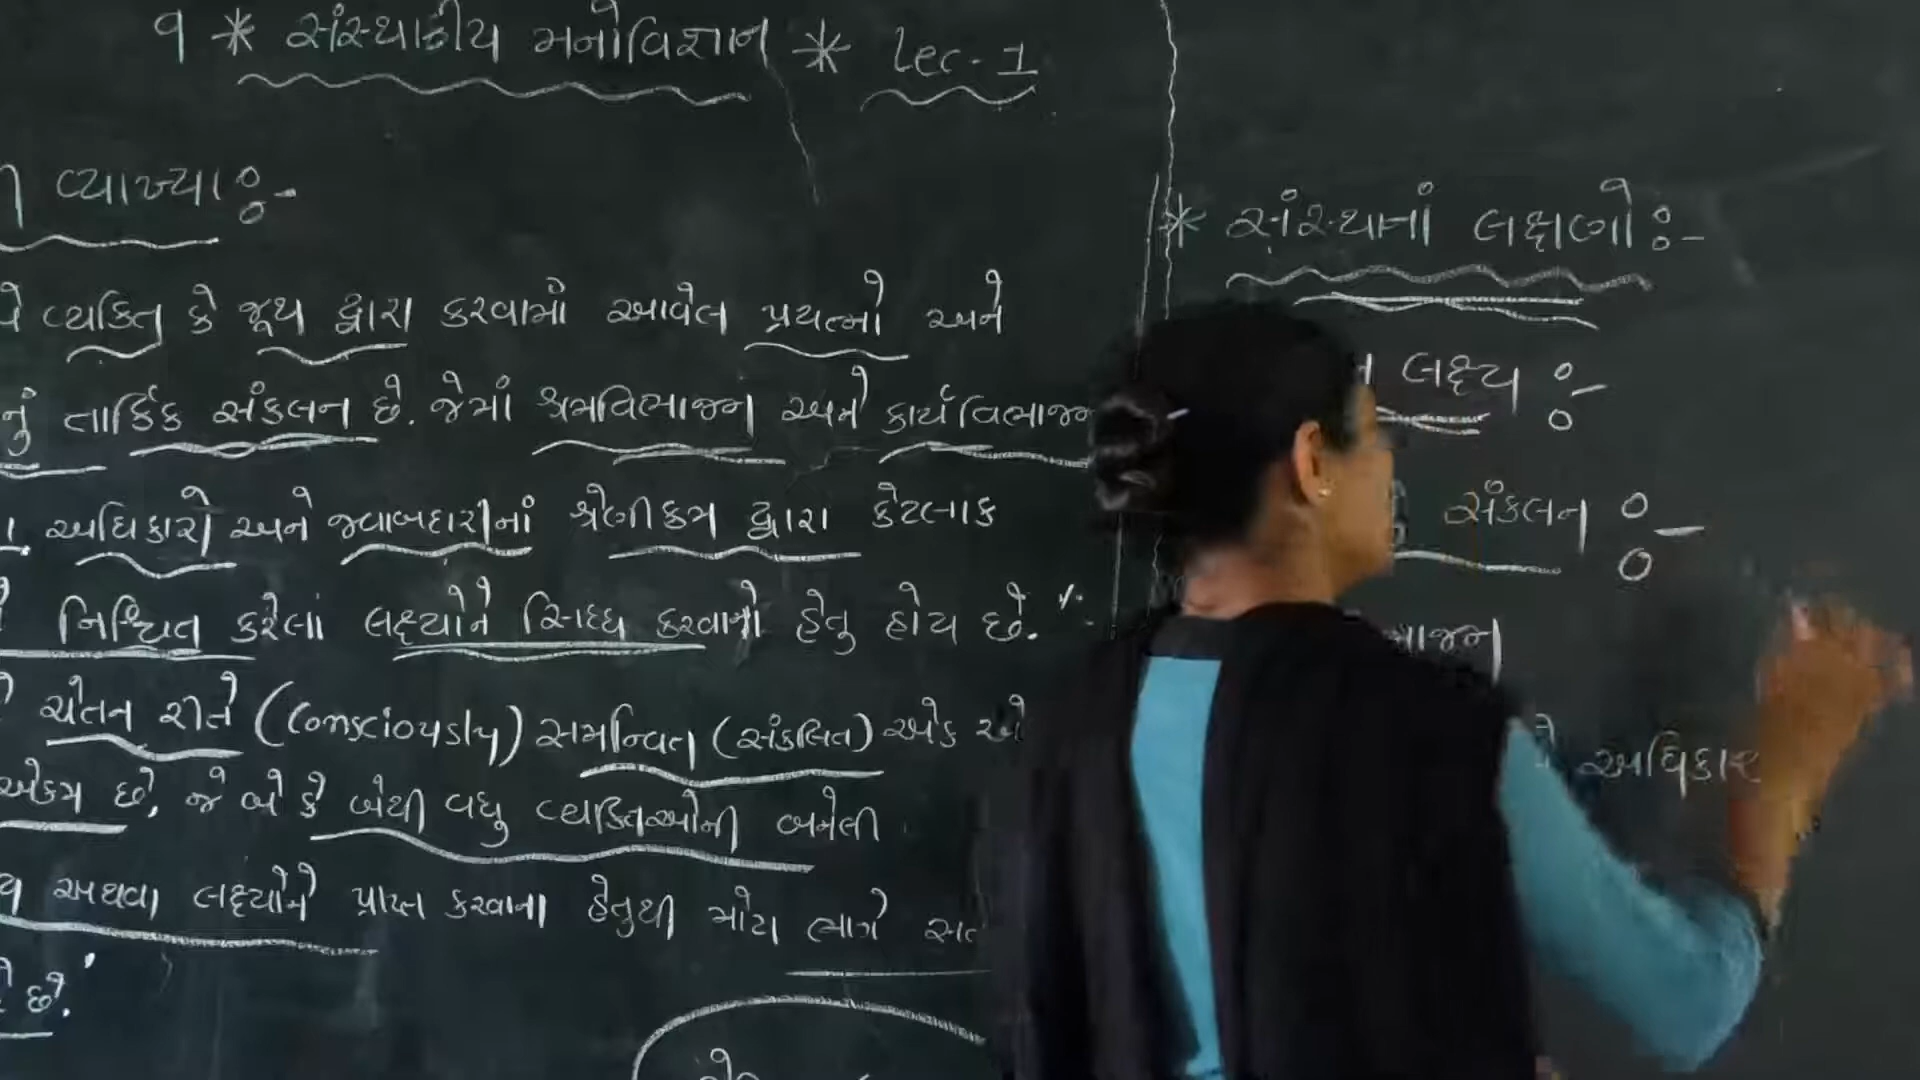 ૧ * સંસ્થાકીય મનોવિજ્ઞાન * Lec. 1
વ્યાખ્યા :-
વ્યકિત કે જૂથ દ્વારા કરવામાં આવેલ પ્રયત્નો અને
નું તાર્કિક સંકલન છે. જેમાં શ્રમવિભાજન અને કાર્યવિભાજન
અધિકારો અને જવાબદારીનાં શ્રેણીક્રમ દ્વારા કેટલાક
નિશ્ચિત કરેલાં લક્ષ્યોને સિધ્ધ કરવાનો હેતુ હોય છે.
ચેતન રીતે (Consciously) સમન્વિત (સંકલિત) એક
એકમ છે, જે બે કે બેથી વધુ વ્યકિતઓની બનેલી
અથવા લક્ષ્યોને પ્રાપ્ત કરવાના હેતુથી મોટા ભાગે
છે.'
* સંસ્થાનાં લક્ષણો :-
લક્ષ્ય :-
સંકલન :-
અધિકાર